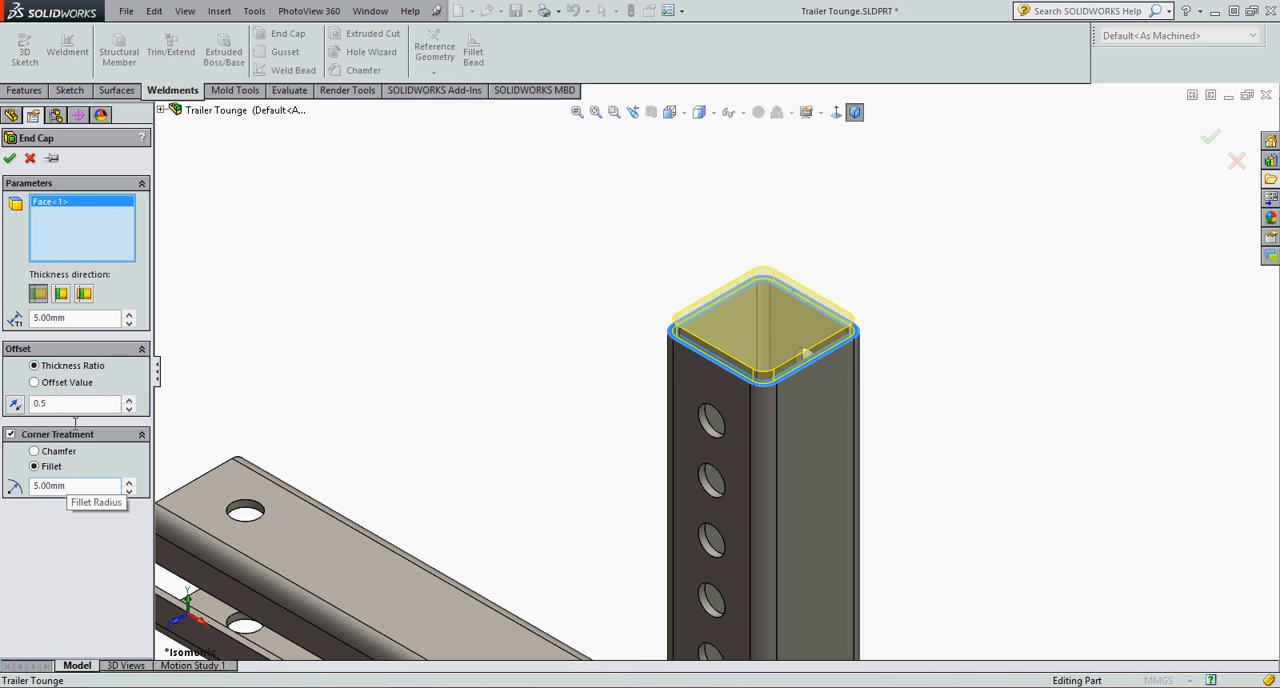 SOLIDWORKS
File Edit View Insert Tools PhotoView 360 Window Help
Trailer Tounge.SLDPRT *
Search SOLIDWORKS Help
3D Sketch
Weldment
Structural Member
Trim/Extend
Extruded Boss/Base
End Cap
Gusset
Weld Bead
Extruded Cut
Hole Wizard
Chamfer
Reference Geometry
Fillet Bead
Default<As Machined>
Features Sketch Surfaces Weldments Mold Tools Evaluate Render Tools SOLIDWORKS Add-Ins SOLIDWORKS MBD
Trailer Tounge (Default<A...
End Cap ?
Parameters
Face<1>
Thickness direction:
T1 5.00mm
Offset
Thickness Ratio
Offset Value
0.5
Corner Treatment
Chamfer
Fillet
5.00mm
Fillet Radius
Y
*Isometric
Model 3D Views Motion Study 1
Trailer Tounge
Editing Part
MMGS